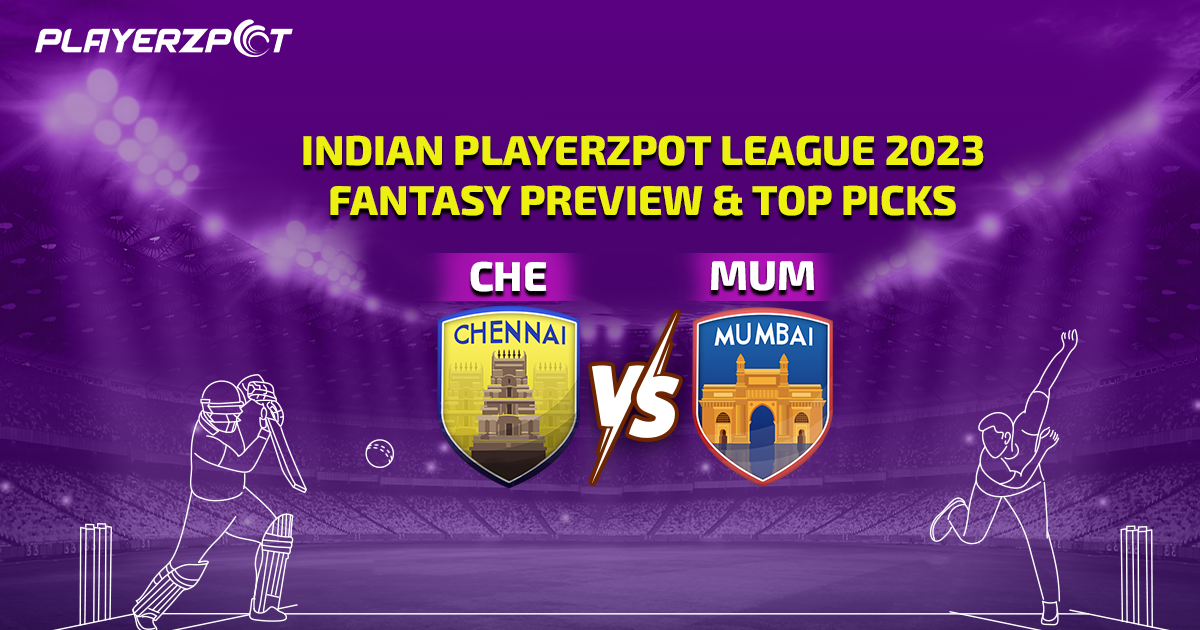 PLAYERZPOT
INDIAN PLAYERZPOT LEAGUE 2023
FANTASY PREVIEW & TOP PICKS
CHE
MUM
CHENNAI
VS
MUMBAI